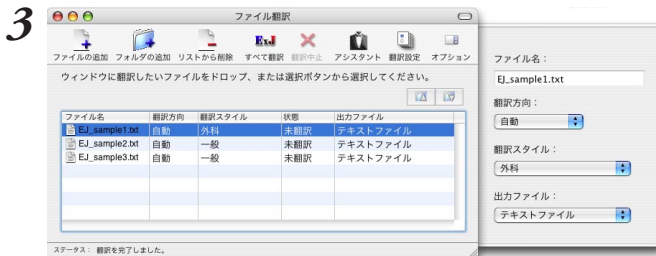 3
ファイル翻訳
ファイルの追加 フォルダの追加 リストから削除 すべて翻訳 翻訳中止 アシスタント 翻訳設定 オプション
ウィンドウに翻訳したいファイルをドロップ、または選択ボタンから選択してください。
ファイル名 翻訳方向 翻訳スタイル 状態 出力ファイル
EJ_sample1.txt 自動 外科 未翻訳 テキストファイル
EJ_sample2.txt 自動 一般 未翻訳 テキストファイル
EJ_sample3.txt 自動 一般 未翻訳 テキストファイル
ステータス： 翻訳を完了しました。
ファイル名：
EJ_sample1.txt
翻訳方向：
自動
翻訳スタイル：
外科
出力ファイル：
テキストファイル